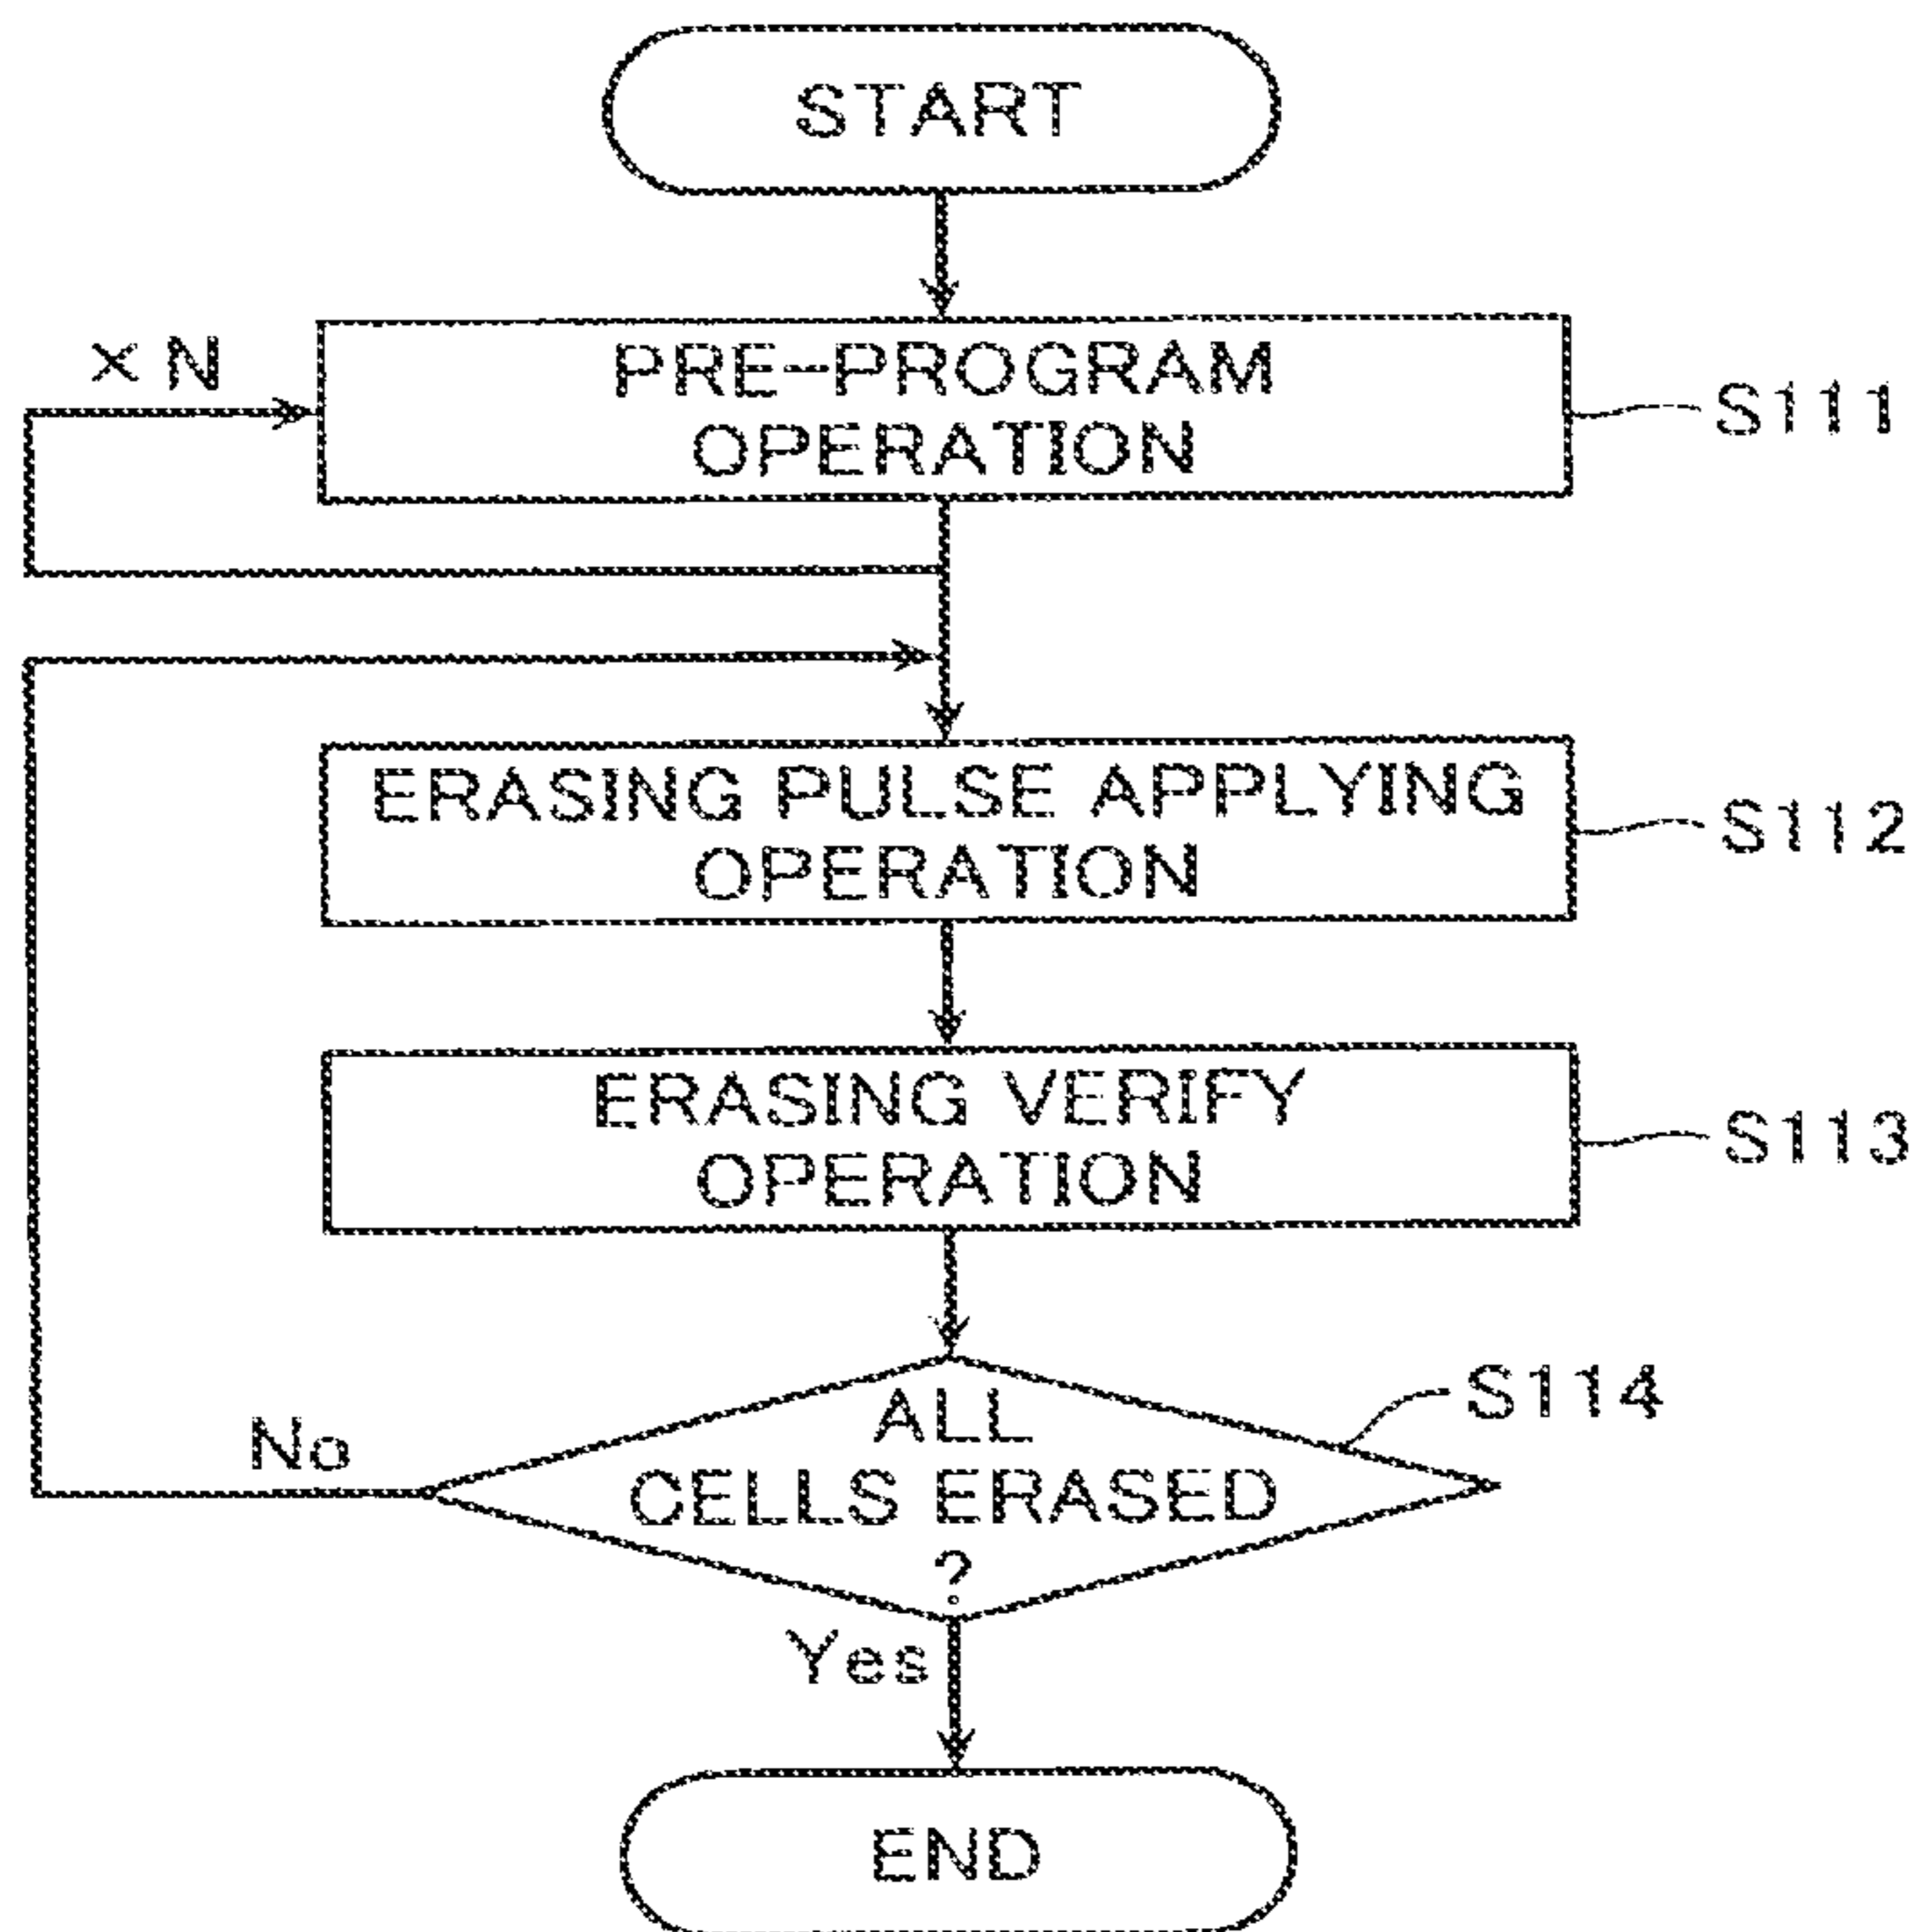 START
× N
PRE-PROGRAM
OPERATION
S111
ERASING PULSE APPLYING
OPERATION
S112
ERASING VERIFY
OPERATION
S113
ALL
CELLS ERASED
?
S114
No
Yes
END